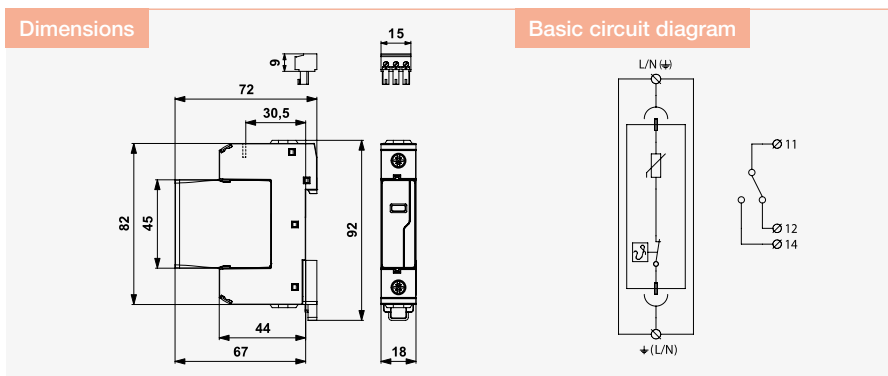 Dimensions
Basic circuit diagram
15
9
72
30,5
82
45
92
44
67
18
L/N (⏚)
11
12
14
ϑ
⏚ (L/N)